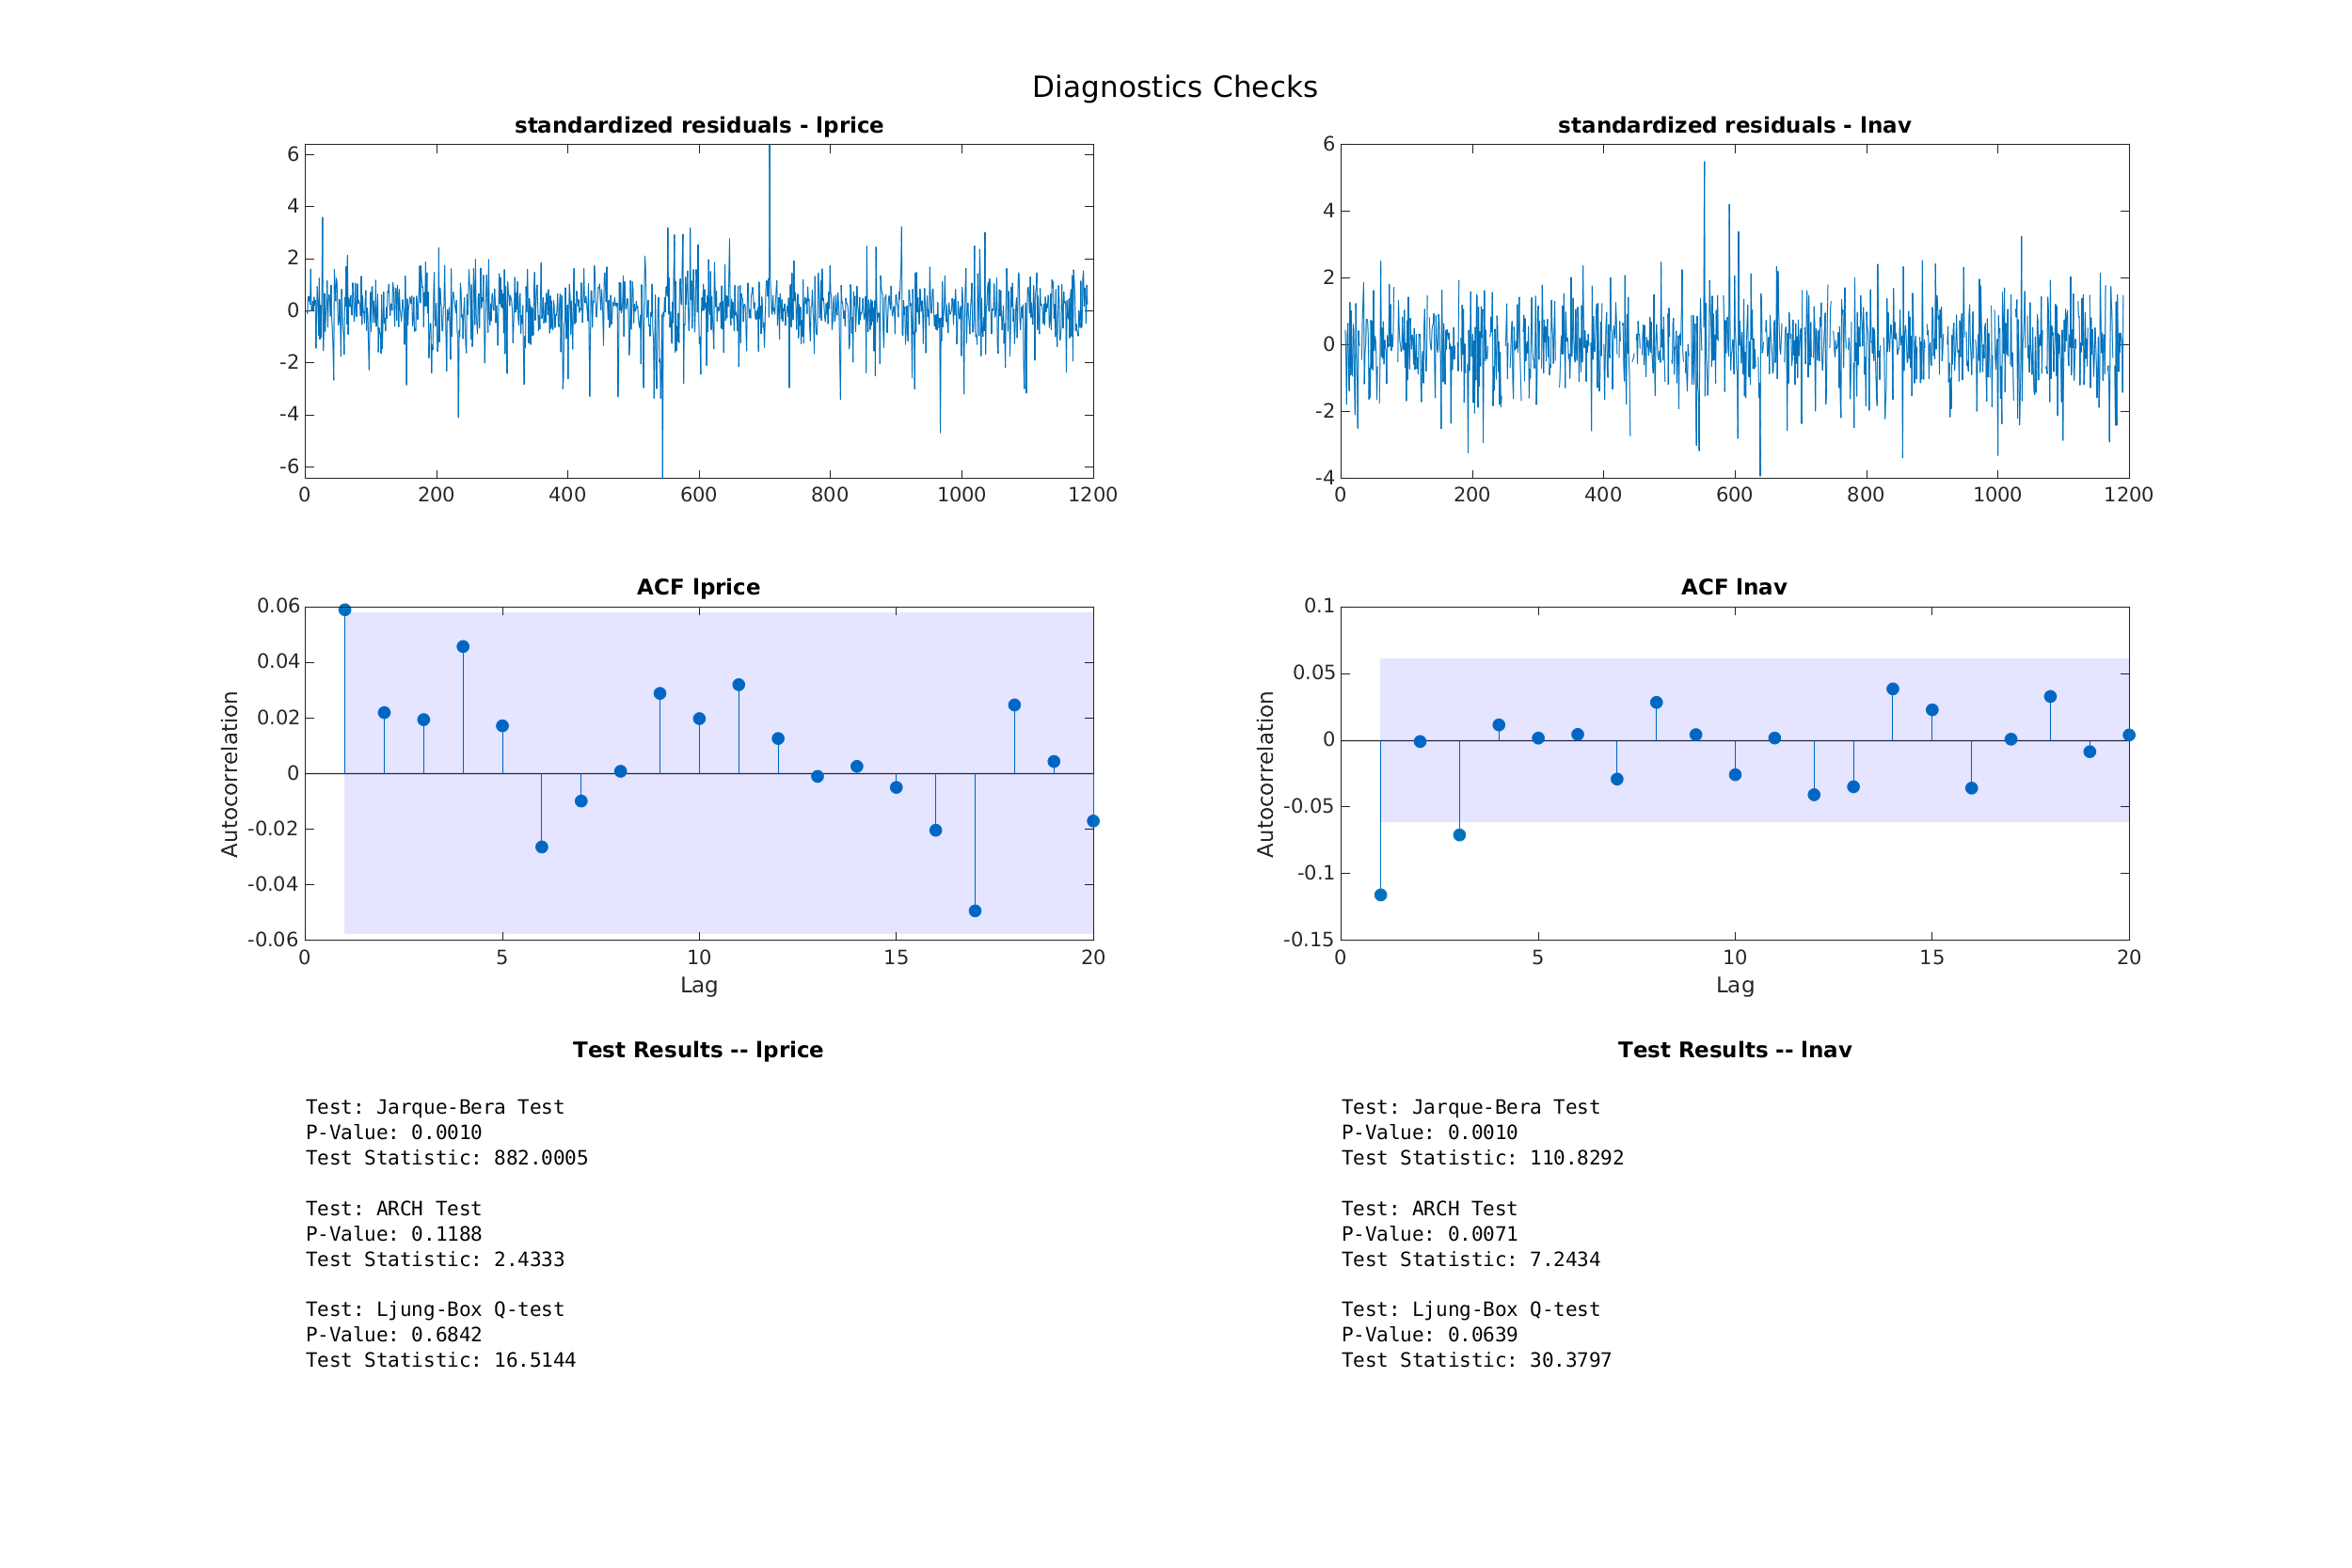 Diagnostics Checks
standardized residuals - lprice
6
4
2
0
-2
-4
-6
0 200 400 600 800 1000 1200
standardized residuals - lnav
6
4
2
0
-2
-4
0 200 400 600 800 1000 1200
ACF lprice
Autocorrelation
0.06
0.04
0.02
0
-0.02
-0.04
-0.06
0 5 10 15 20
Lag
ACF lnav
Autocorrelation
0.1
0.05
0
-0.05
-0.1
-0.15
0 5 10 15 20
Lag
Test Results -- lprice
Test: Jarque-Bera Test
P-Value: 0.0010
Test Statistic: 882.0005
Test: ARCH Test
P-Value: 0.1188
Test Statistic: 2.4333
Test: Ljung-Box Q-test
P-Value: 0.6842
Test Statistic: 16.5144
Test Results -- lnav
Test: Jarque-Bera Test
P-Value: 0.0010
Test Statistic: 110.8292
Test: ARCH Test
P-Value: 0.0071
Test Statistic: 7.2434
Test: Ljung-Box Q-test
P-Value: 0.0639
Test Statistic: 30.3797